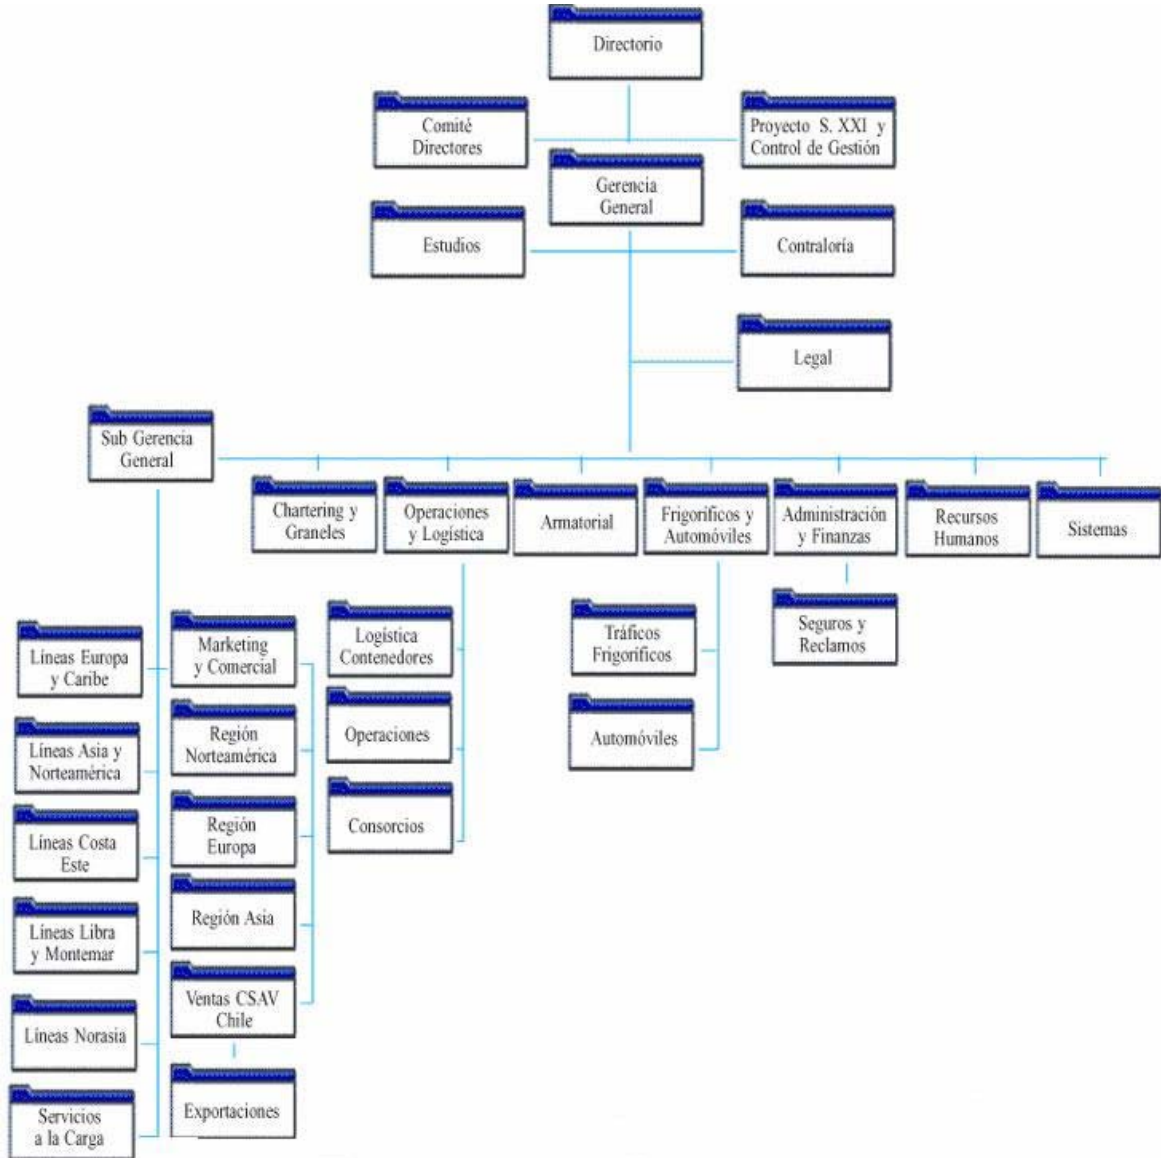 Directorio
Comité
Directores
Proyecto S. XXI y
Control de Gestión
Gerencia
General
Estudios
Contraloría
Legal
Sub Gerencia
General
Chartering y
Graneles
Operaciones
y Logística
Armatorial
Frigoríficos y
Automóviles
Administración
y Finanzas
Recursos
Humanos
Sistemas
Líneas Europa
y Caribe
Marketing
y Comercial
Logística
Contenedores
Tráficos
Frigoríficos
Seguros y
Reclamos
Líneas Asia y
Norteamérica
Región
Norteamérica
Operaciones
Automóviles
Líneas Costa
Este
Región
Europa
Consorcios
Líneas Libra
y Montemar
Región Asia
Líneas Norasia
Ventas CSAV
Chile
Servicios
a la Carga
Exportaciones